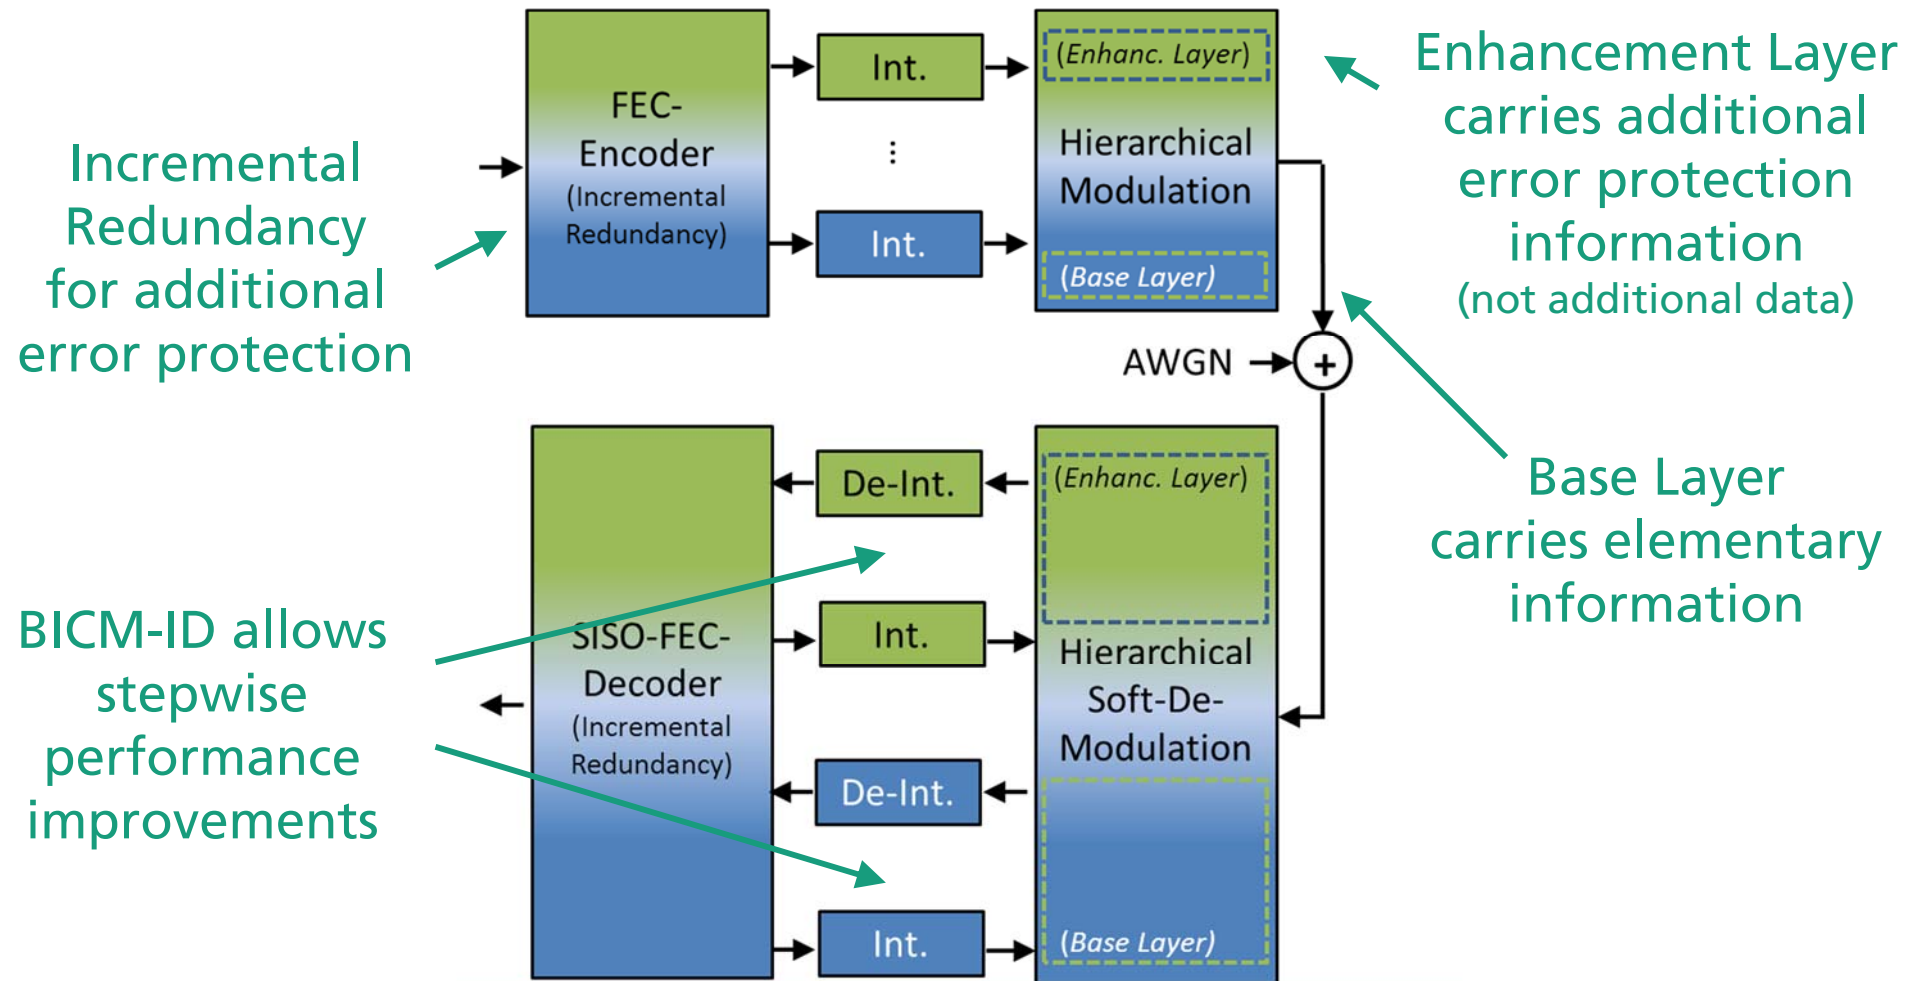 Incremental
Redundancy
for additional
error protection
FEC-
Encoder
(Incremental
Redundancy)
Int.
...
Int.
(Enhanc. Layer)
Hierarchical
Modulation
(Base Layer)
Enhancement Layer
carries additional
error protection
information
(not additional data)
AWGN
+
BICM-ID allows
stepwise
performance
improvements
SISO-FEC-
Decoder
(Incremental
Redundancy)
De-Int.
Int.
De-Int.
Int.
(Enhanc. Layer)
Hierarchical
Soft-De-
Modulation
(Base Layer)
Base Layer
carries elementary
information